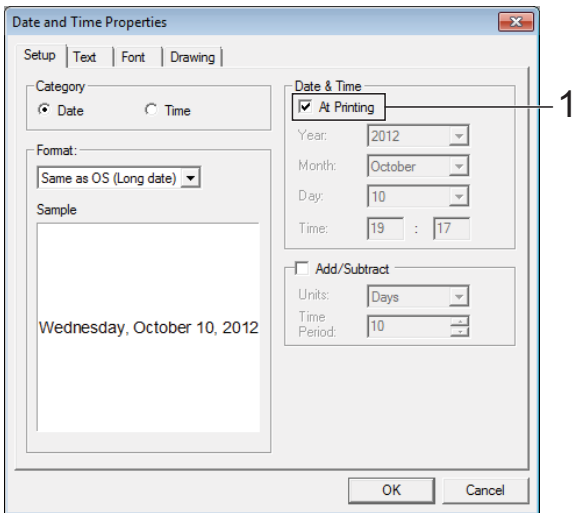 Date and Time Properties
Setup Text Font Drawing
Category
Date Time
Format:
Same as OS (Long date)
Sample
Wednesday, October 10, 2012
Date & Time
At Printing
1
Year: 2012
Month: October
Day: 10
Time: 19 : 17
Add/Subtract
Units: Days
Time
Period: 10
OK Cancel